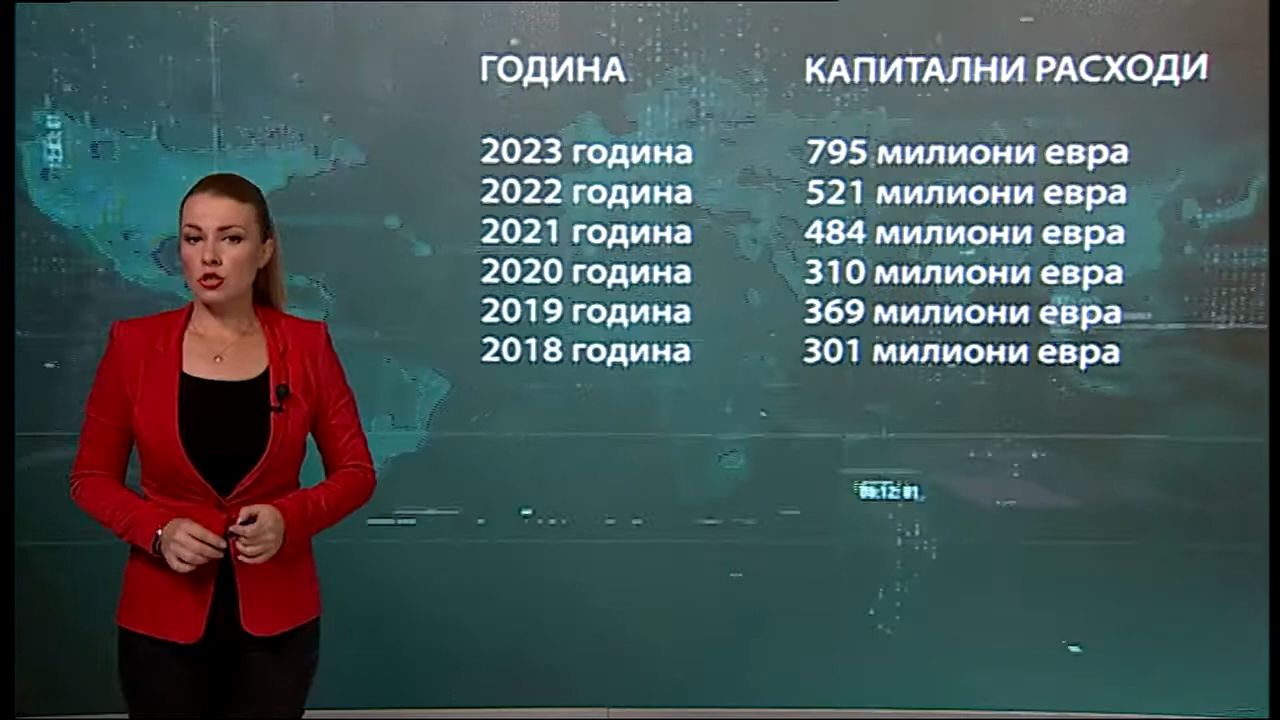 ГОДИНА КАПИТАЛНИ РАСХОДИ
2023 година 795 милиони евра
2022 година 521 милиони евра
2021 година 484 милиони евра
2020 година 310 милиони евра
2019 година 369 милиони евра
2018 година 301 милиони евра